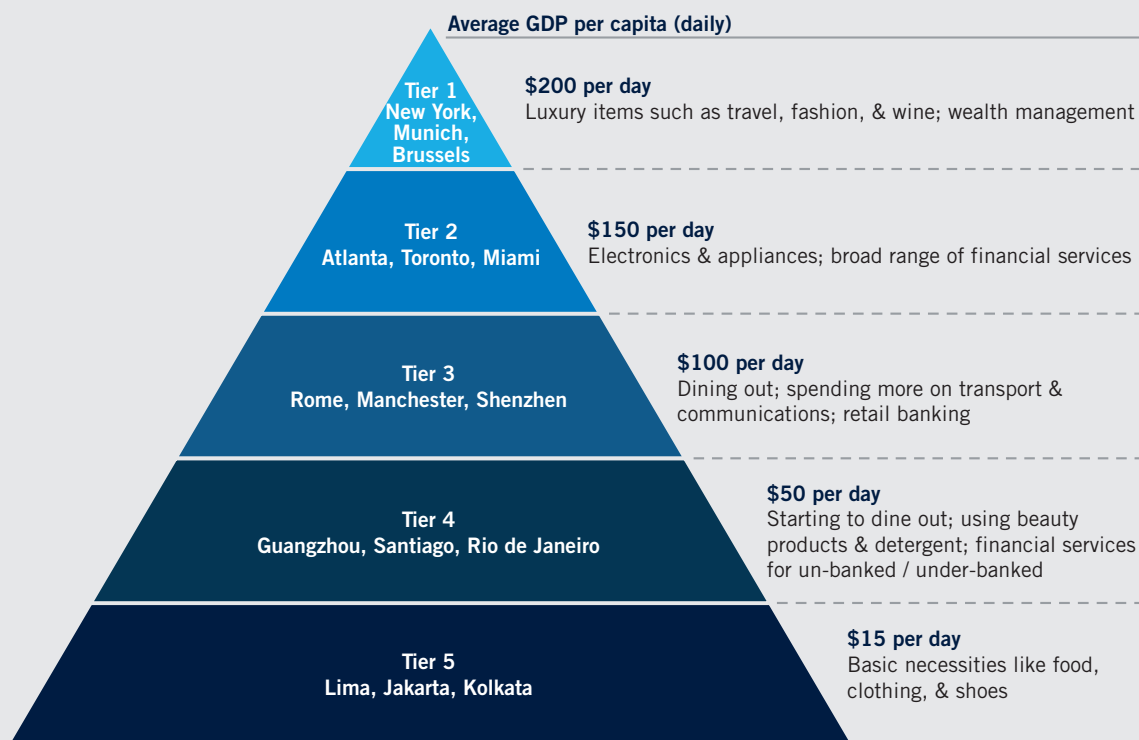 Average GDP per capita (daily)
Tier 1
New York,
Munich,
Brussels
$200 per day
Luxury items such as travel, fashion, & wine; wealth management
Tier 2
Atlanta, Toronto, Miami
$150 per day
Electronics & appliances; broad range of financial services
Tier 3
Rome, Manchester, Shenzhen
$100 per day
Dining out; spending more on transport &
communications; retail banking
Tier 4
Guangzhou, Santiago, Rio de Janeiro
$50 per day
Starting to dine out; using beauty
products & detergent; financial services
for un-banked / under-banked
Tier 5
Lima, Jakarta, Kolkata
$15 per day
Basic necessities like food,
clothing, & shoes